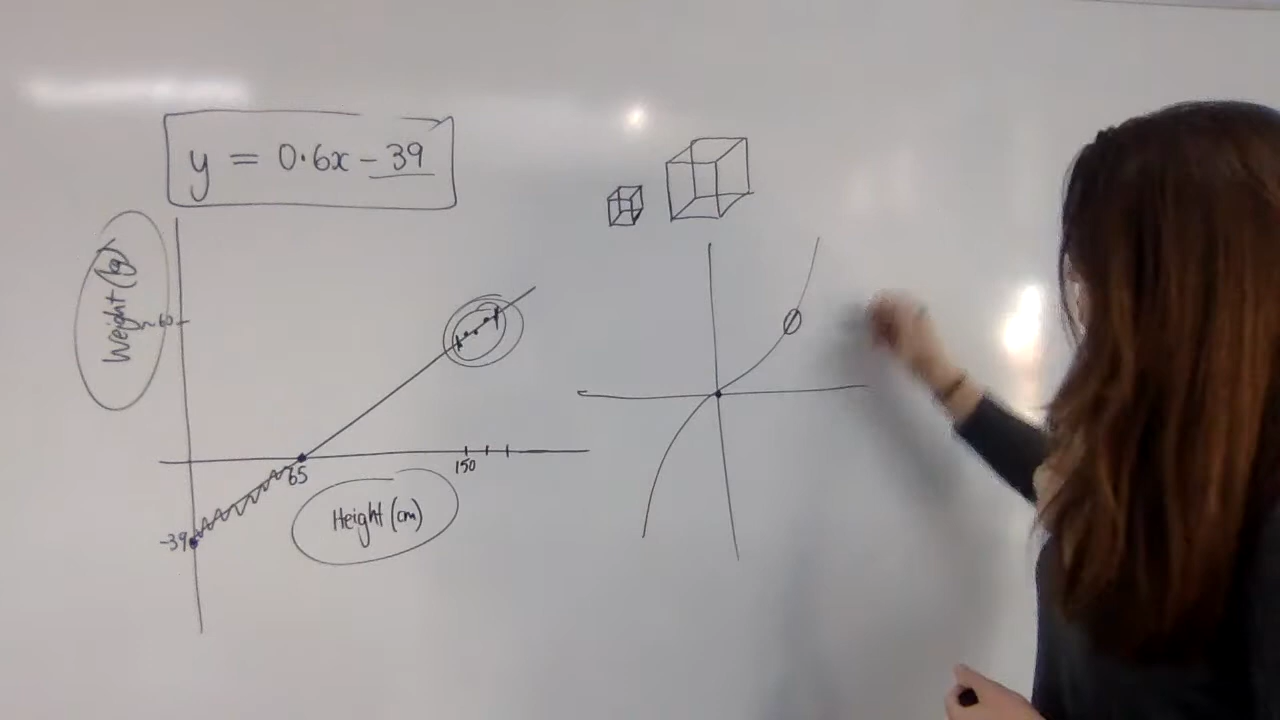 y = 0.6x - 39
Weight (kg)
~60
65
150
Height (cm)
-39